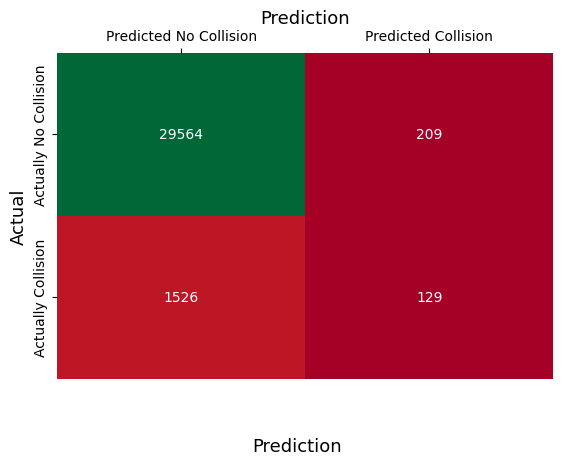 Prediction
Predicted No Collision
Predicted Collision
Actual
Actually No Collision
29564
209
Actually Collision
1526
129
Prediction